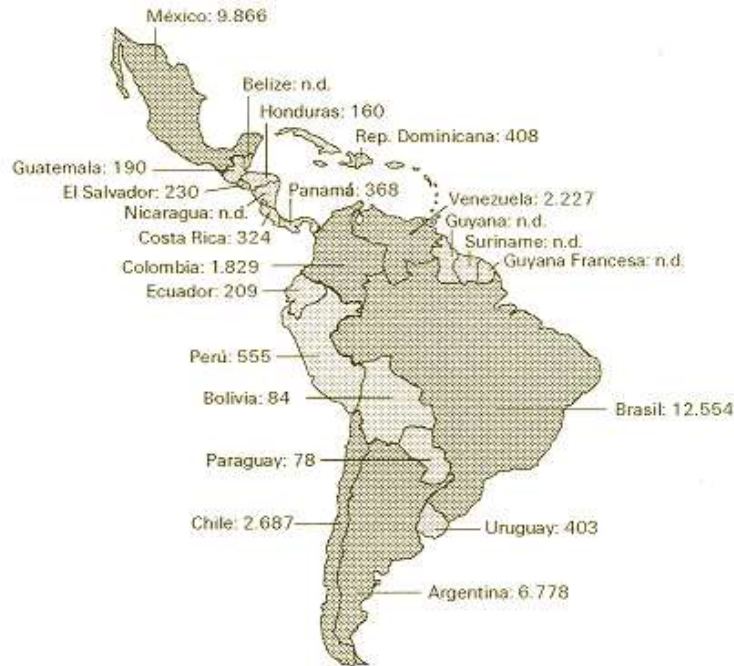 México: 9.866
Belize: n.d.
Honduras: 160
Rep. Dominicana: 408
Guatemala: 190
El Salvador: 230
Panamá: 368
Venezuela: 2.227
Nicaragua: n.d.
Guyana: n.d.
Costa Rica: 324
Suriname: n.d.
Colombia: 1.829
Guyana Francesa: n.d.
Ecuador: 209
Perú: 555
Bolivia: 84
Brasil: 12.554
Paraguay: 78
Chile: 2.687
Uruguay: 403
Argentina: 6.778